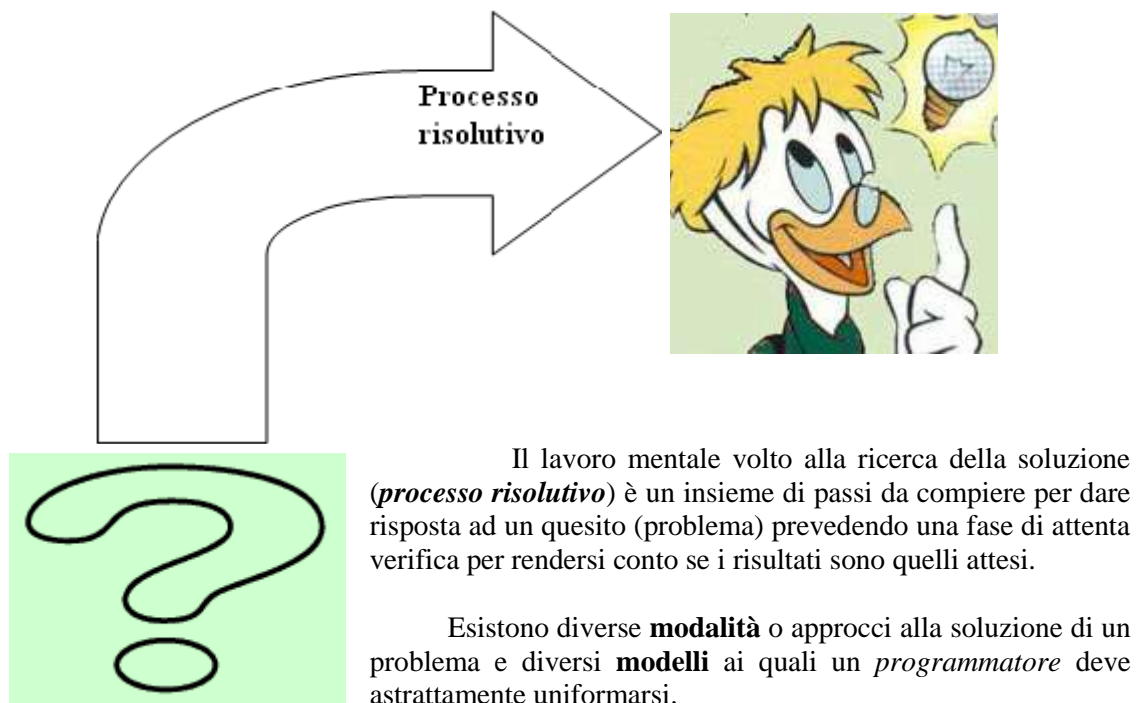 Processo
risolutivo
Il lavoro mentale volto alla ricerca della soluzione
(processo risolutivo) è un insieme di passi da compiere per dare
risposta ad un quesito (problema) prevedendo una fase di attenta
verifica per rendersi conto se i risultati sono quelli attesi.
Esistono diverse modalità o approcci alla soluzione di un
problema e diversi modelli ai quali un programmatore deve
astrattamente uniformarsi.